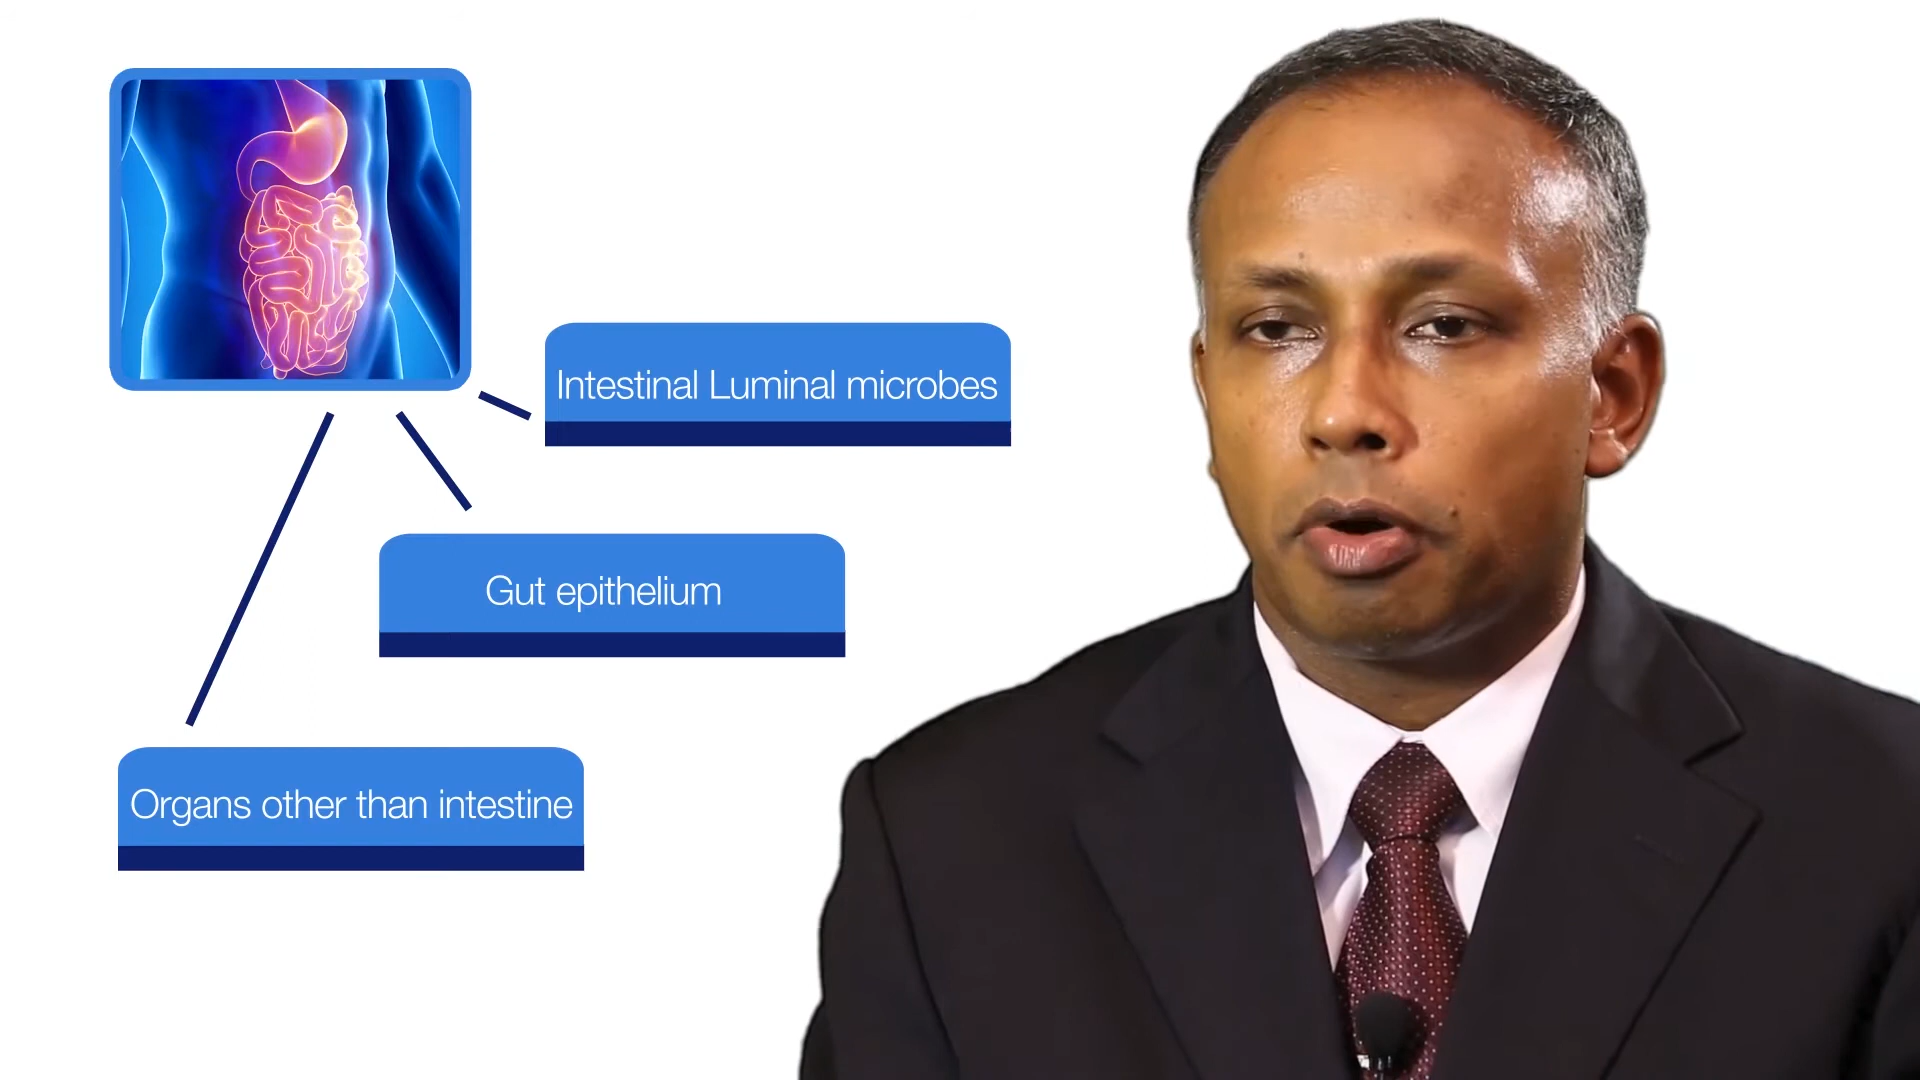 Intestinal Luminal microbes
Gut epithelium
Organs other than intestine